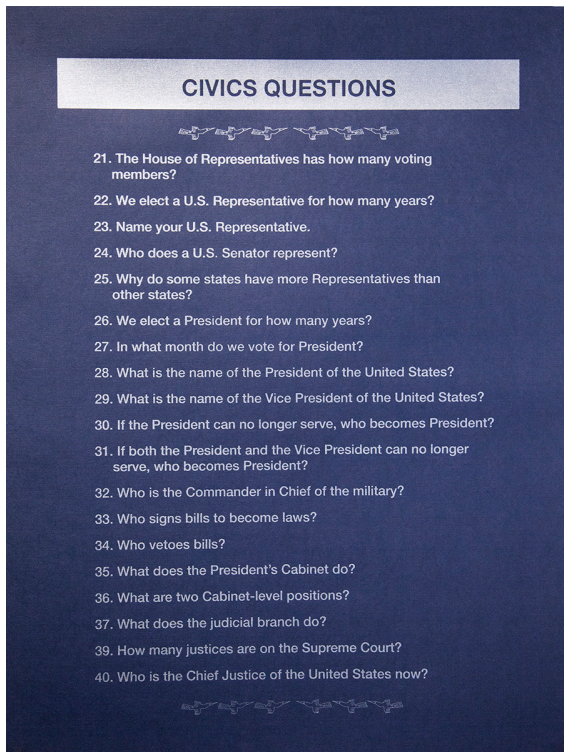 CIVICS QUESTIONS
21. The House of Representatives has how many voting
members?
22. We elect a U.S. Representative for how many years?
23. Name your U.S. Representative.
24. Who does a U.S. Senator represent?
25. Why do some states have more Representatives than
other states?
26. We elect a President for how many years?
27. In what month do we vote for President?
28. What is the name of the President of the United States?
29. What is the name of the Vice President of the United States?
30. If the President can no longer serve, who becomes President?
31. If both the President and the Vice President can no longer
serve, who becomes President?
32. Who is the Commander in Chief of the military?
33. Who signs bills to become laws?
34. Who vetoes bills?
35. What does the President's Cabinet do?
36. What are two Cabinet-level positions?
37. What does the judicial branch do?
39. How many justices are on the Supreme Court?
40. Who is the Chief Justice of the United States now?